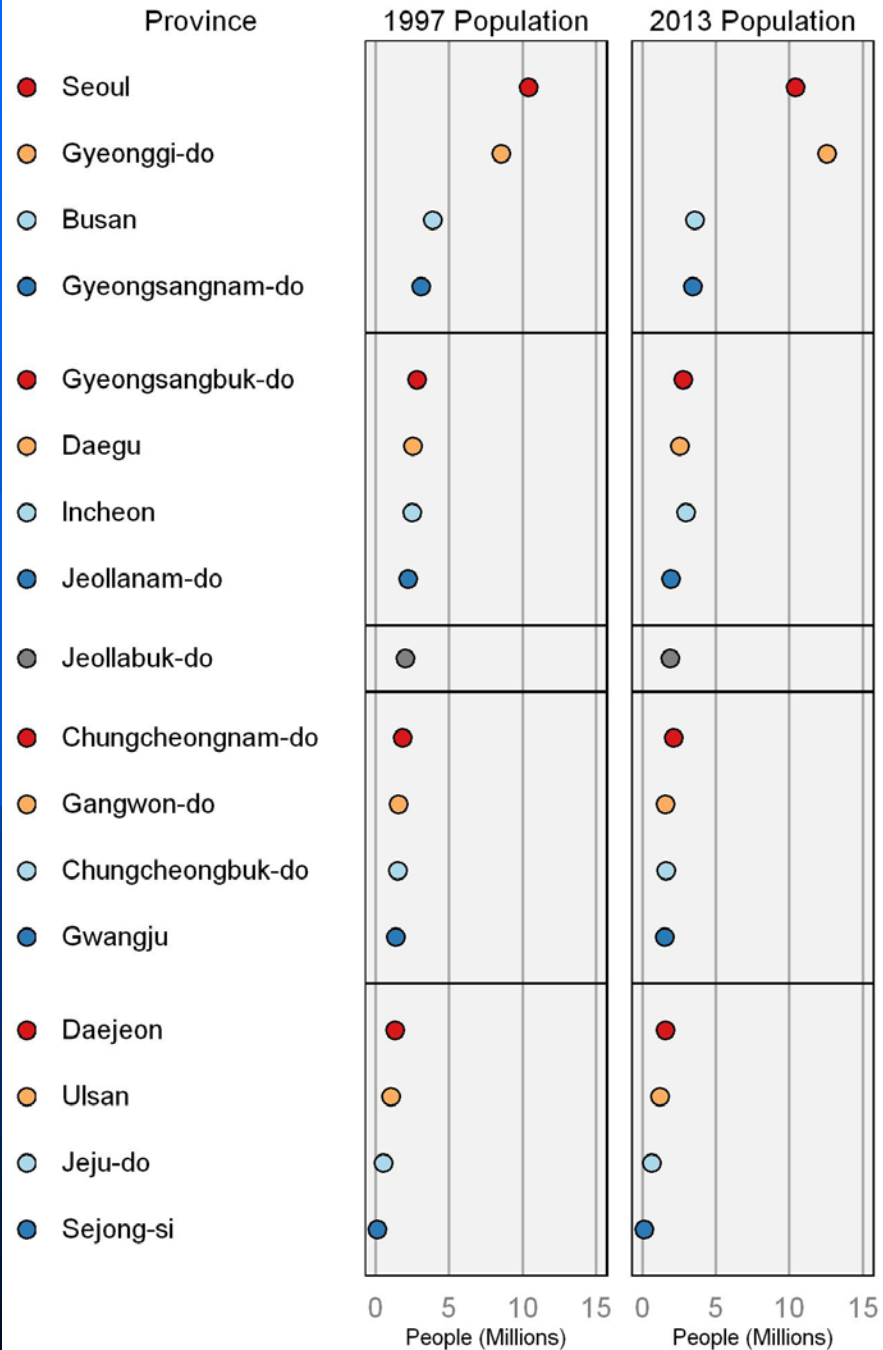 Province 1997 Population 2013 Population
Seoul
Gyeonggi-do
Busan
Gyeongsangnam-do
Gyeongsangbuk-do
Daegu
Incheon
Jeollanam-do
Jeollabuk-do
Chungcheongnam-do
Gangwon-do
Chungcheongbuk-do
Gwangju
Daejeon
Ulsan
Jeju-do
Sejong-si
0 5 10 15 0 5 10 15
People (Millions) People (Millions)